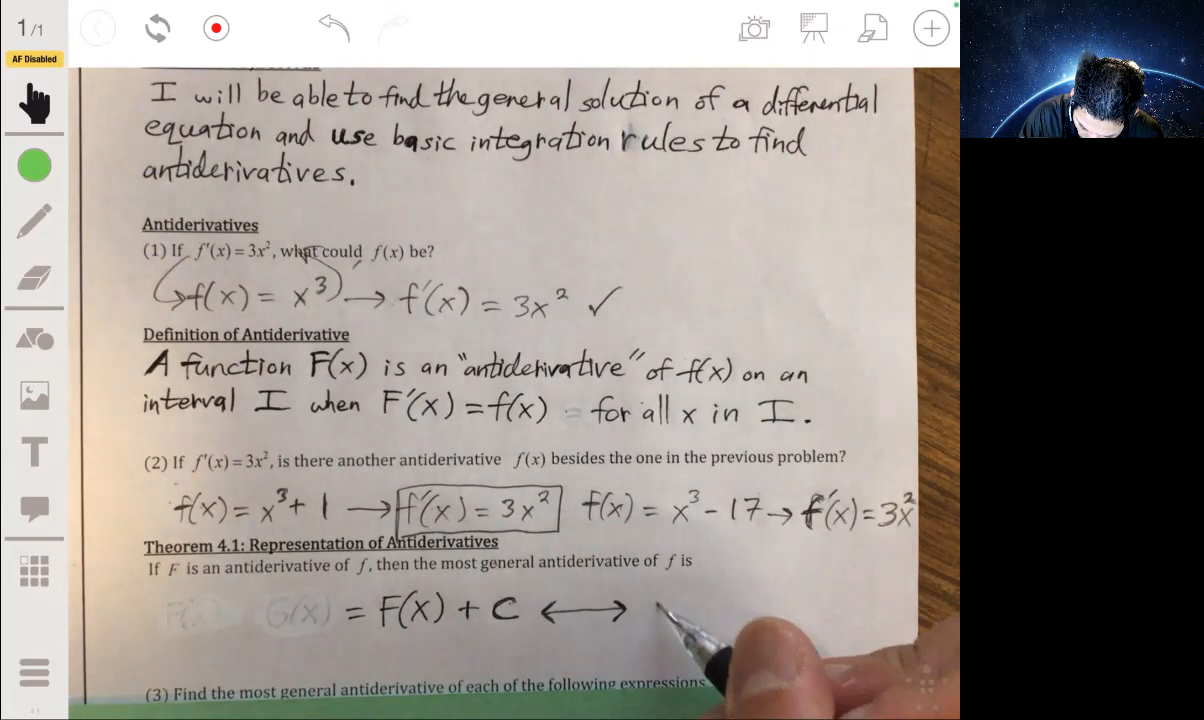 1/1
AF Disabled
I will be able to find the general solution of a differential
equation and use basic integration rules to find
antiderivatives.
Antiderivatives
(1) If f'(x) = 3x², what could f(x) be?
f(x) = x³ → f'(x) = 3x² ✓
Definition of Antiderivative
A function F(x) is an "antiderivative" of f(x) on an
interval I when F'(x) = f(x) for all x in I.
(2) If f'(x) = 3x², is there another antiderivative f(x) besides the one in the previous problem?
f(x) = x³ + 1 → f'(x) = 3x² f(x) = x³ - 17 → f'(x) = 3x²
Theorem 4.1: Representation of Antiderivatives
If F is an antiderivative of f, then the most general antiderivative of f is
G(x) = F(x) + C ⟷
(3) Find the most general antiderivative of each of the following expressions
T